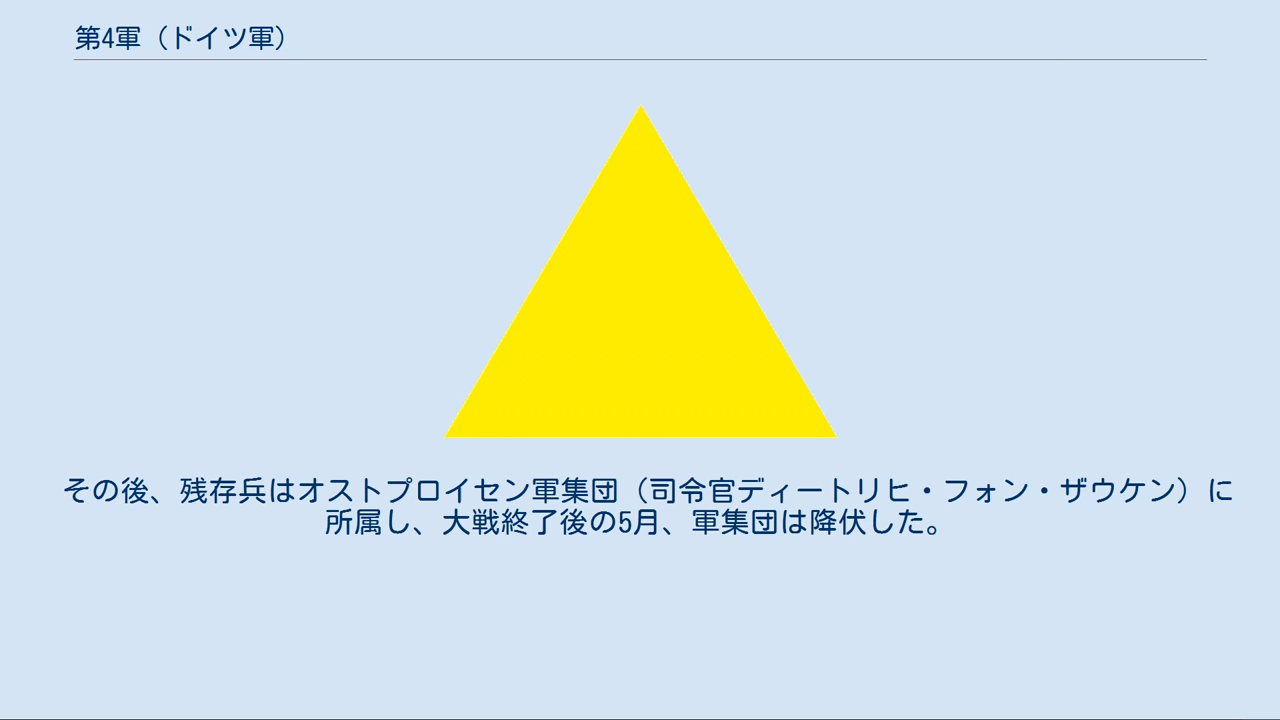 第4軍（ドイツ軍）
その後、残存兵はオストプロイセン軍集団（司令官ディートリヒ・フォン・ザウケン）に
所属し、大戦終了後の5月、軍集団は降伏した。